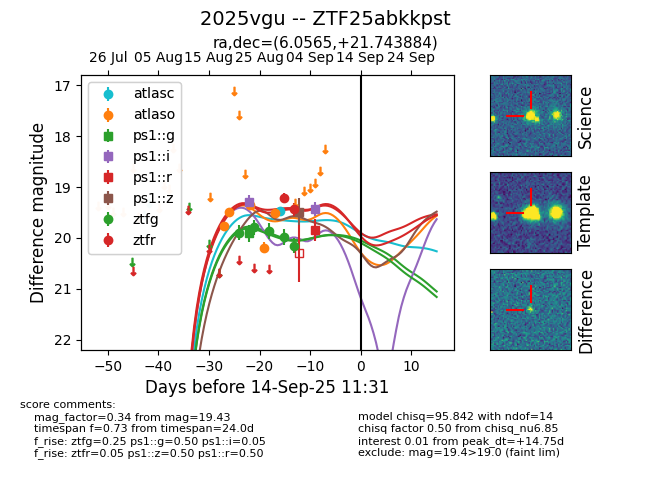 2025vgu -- ZTF25abkkpst
ra,dec=(6.0565,+21.743884)
26 Jul 05 Aug 15 Aug 25 Aug 04 Sep 14 Sep 24 Sep
17
18
19
20
21
22
Difference magnitude
atlasc
atlaso
ps1::g
ps1::i
ps1::r
ps1::z
ztfg
ztfr
−50 −40 −30 −20 −10 0 10
Days before 14-Sep-25 11:31
Science
Template
Difference
score comments:
mag_factor=0.34 from mag=19.43
timespan f=0.73 from timespan=24.0d
f_rise: ztfg=0.25 ps1::g=0.50 ps1::i=0.05
f_rise: ztfr=0.05 ps1::z=0.50 ps1::r=0.50
model chisq=95.842 with ndof=14
chisq factor 0.50 from chisq_nu6.85
interest 0.01 from peak_dt=+14.75d
exclude: mag=19.4>19.0 (faint lim)